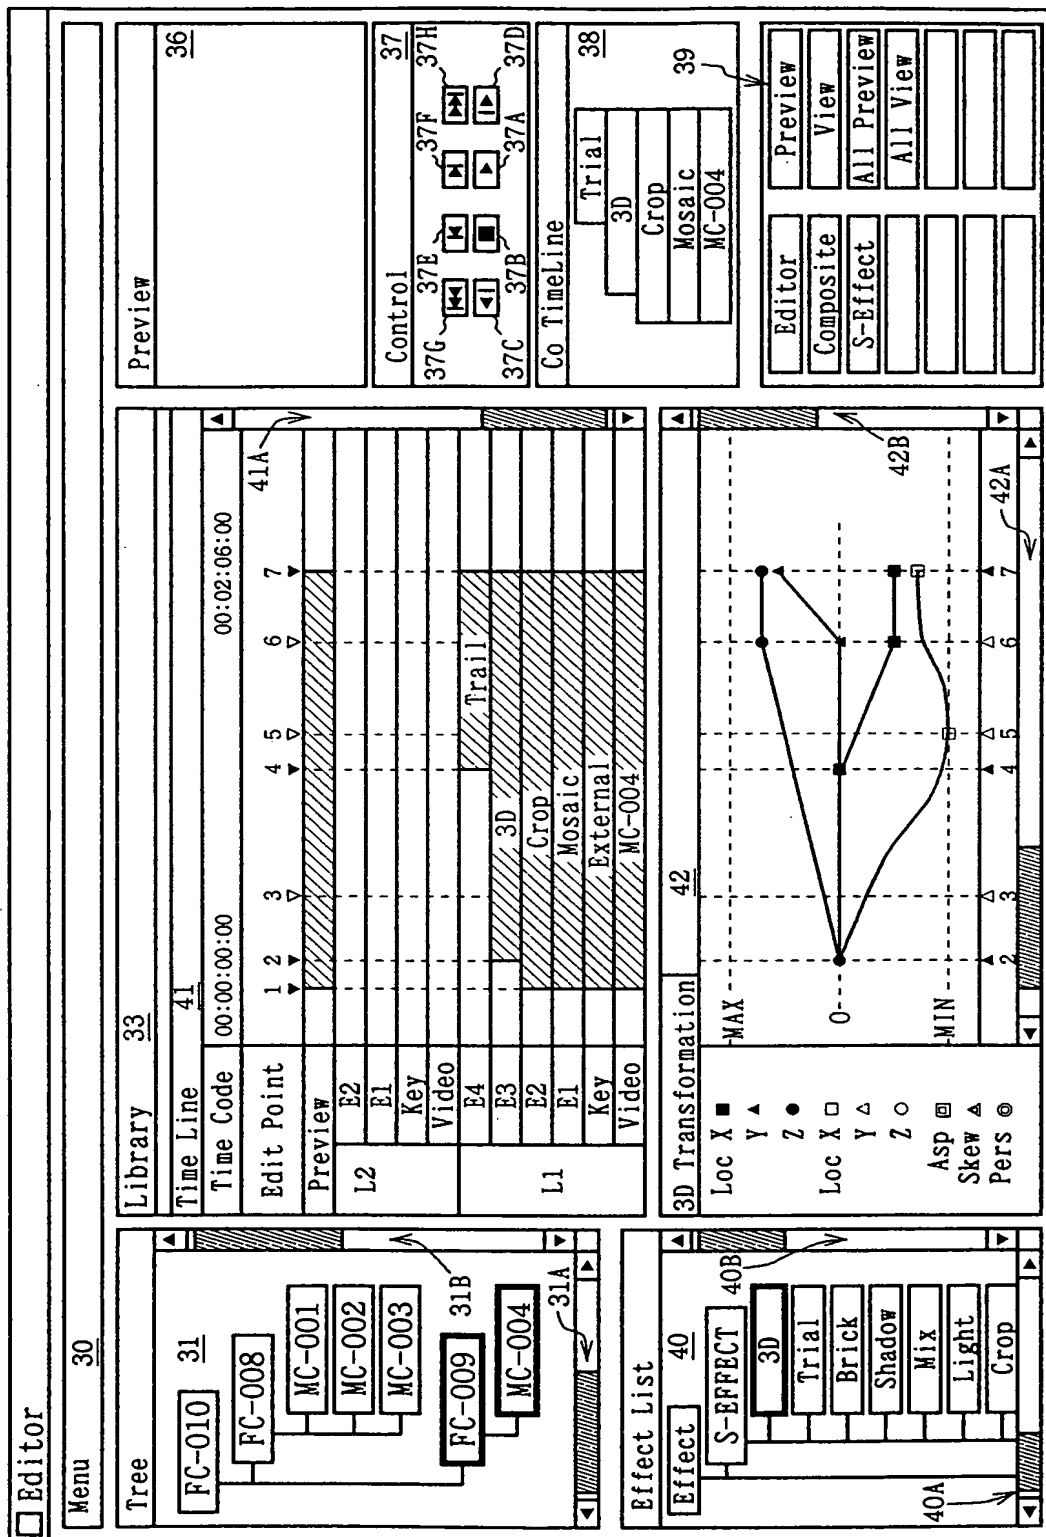 Editor
Menu 30
Tree
31
FC-010
FC-008
MC-001
MC-002
MC-003
FC-009
MC-004
31B
31A
Effect List
40
Effect
S-EFFECT
3D
Trial
Brick
Shadow
Mix
Light
Crop
40B
40A
Library 33
Time Line 41
Time Code 00:00:00:00 00:02:06:00
Edit Point 1 2 3 4 5 6 7
Preview
41A
L2
E2
E1
Key
Video
L1
E4 Trail
E3 3D
E2 Crop
E1 Mosaic
Key External
Video MC-004
3D Transformation 42
Loc X
Y
Z
Loc X
Y
Z
Asp
Skew
Pers
MAX
0
MIN
2 3 4 5 6 7
42B
42A
Preview
36
Control 37
37G 37E 37F 37H
37C 37B 37A 37D
Co TimeLine
38
Trial
3D
Crop
Mosaic
MC-004
39
Editor Preview
Composite View
S-Effect All Preview
All View